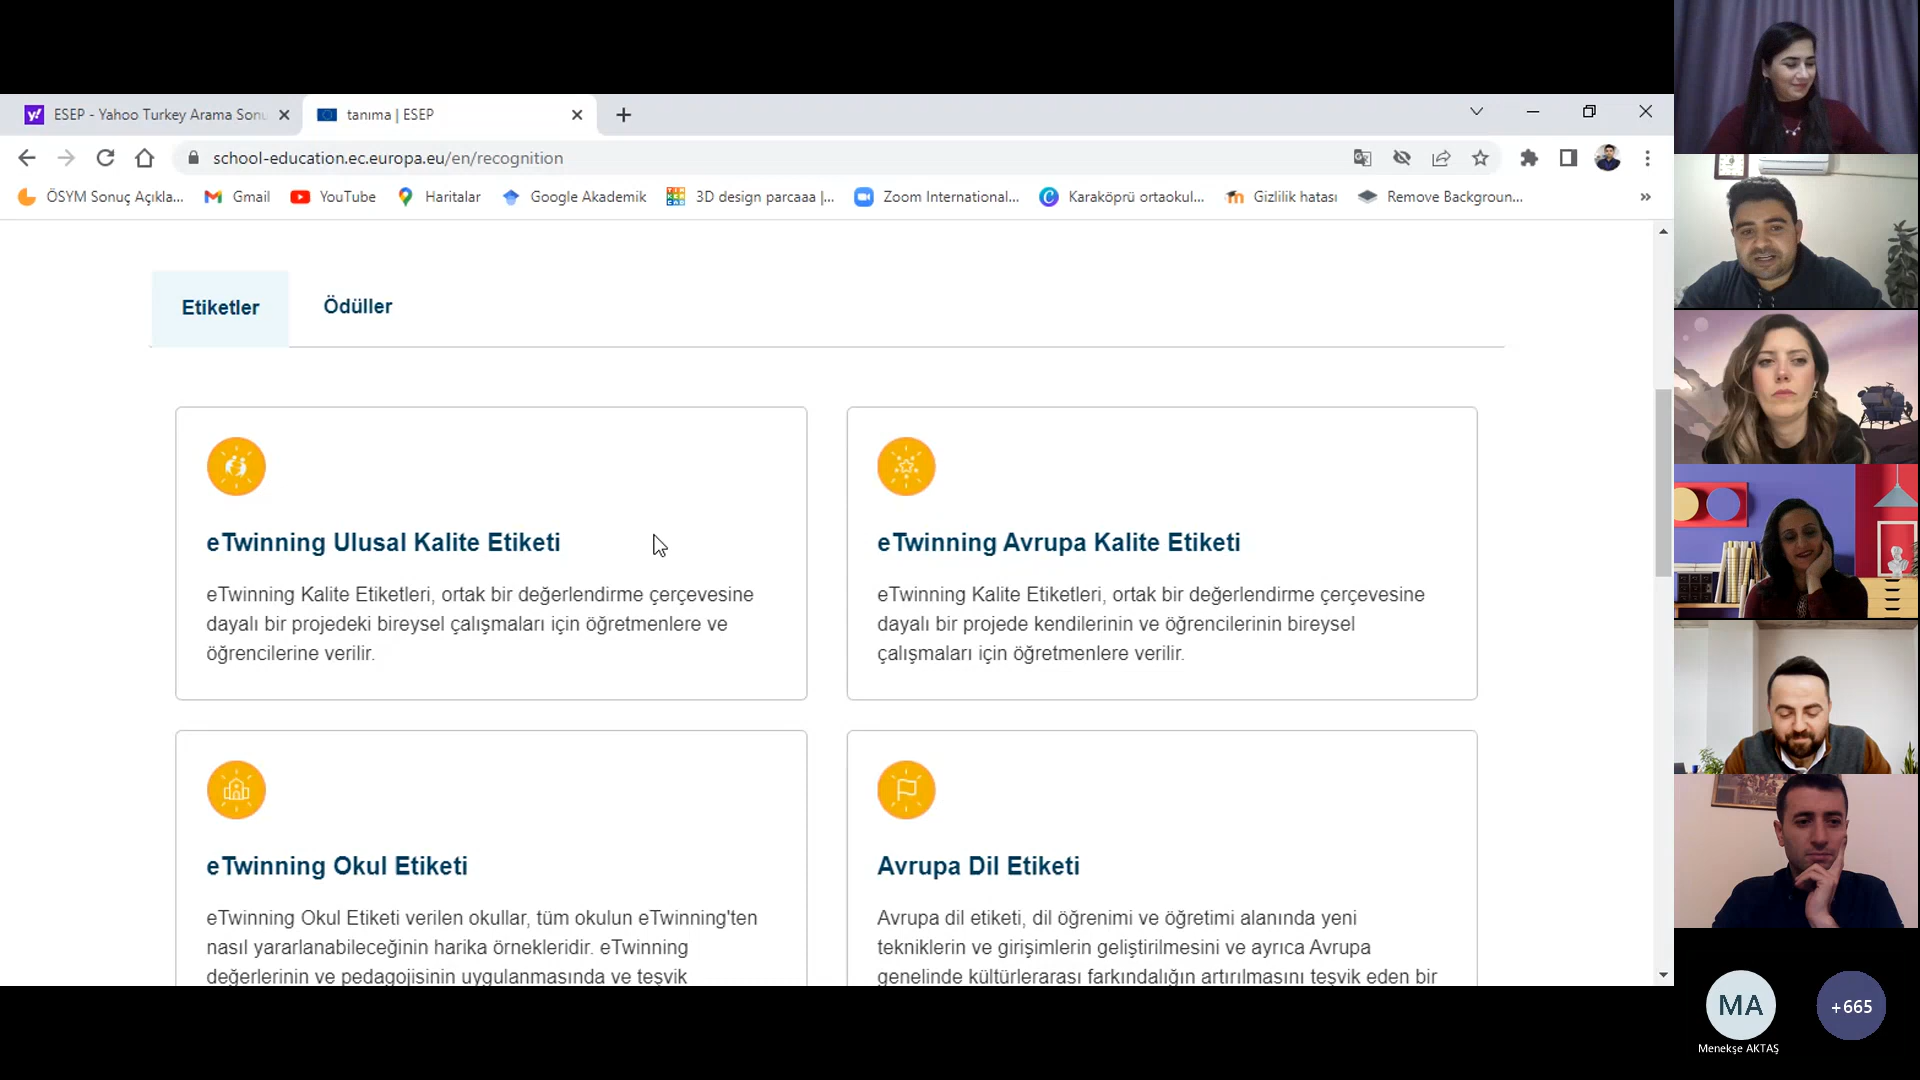 ESEP - Yahoo Turkey Arama Sonu
tanıma | ESEP
school-education.ec.europa.eu/en/recognition
ÖSYM Sonuç Açıkla...
Gmail
YouTube
Haritalar
Google Akademik
3D design parcaaa |...
Zoom International...
Karaköprü ortaokul...
Gizlilik hatası
Remove Backgroun...
»
Etiketler
Ödüller
eTwinning Ulusal Kalite Etiketi
eTwinning Kalite Etiketleri, ortak bir değerlendirme çerçevesine
dayalı bir projedeki bireysel çalışmaları için öğretmenlere ve
öğrencilerine verilir.
eTwinning Avrupa Kalite Etiketi
eTwinning Kalite Etiketleri, ortak bir değerlendirme çerçevesine
dayalı bir projede kendilerinin ve öğrencilerinin bireysel
çalışmaları için öğretmenlere verilir.
eTwinning Okul Etiketi
eTwinning Okul Etiketi verilen okullar, tüm okulun eTwinning'ten
nasıl yararlanabileceğinin harika örnekleridir. eTwinning
değerlerinin ve pedagojisinin uygulanmasında ve teşvik
Avrupa Dil Etiketi
Avrupa dil etiketi, dil öğrenimi ve öğretimi alanında yeni
tekniklerin ve girişimlerin geliştirilmesini ve ayrıca Avrupa
genelinde kültürlerarası farkındalığın artırılmasını teşvik eden bir
MA
+665
Menekşe AKTAŞ